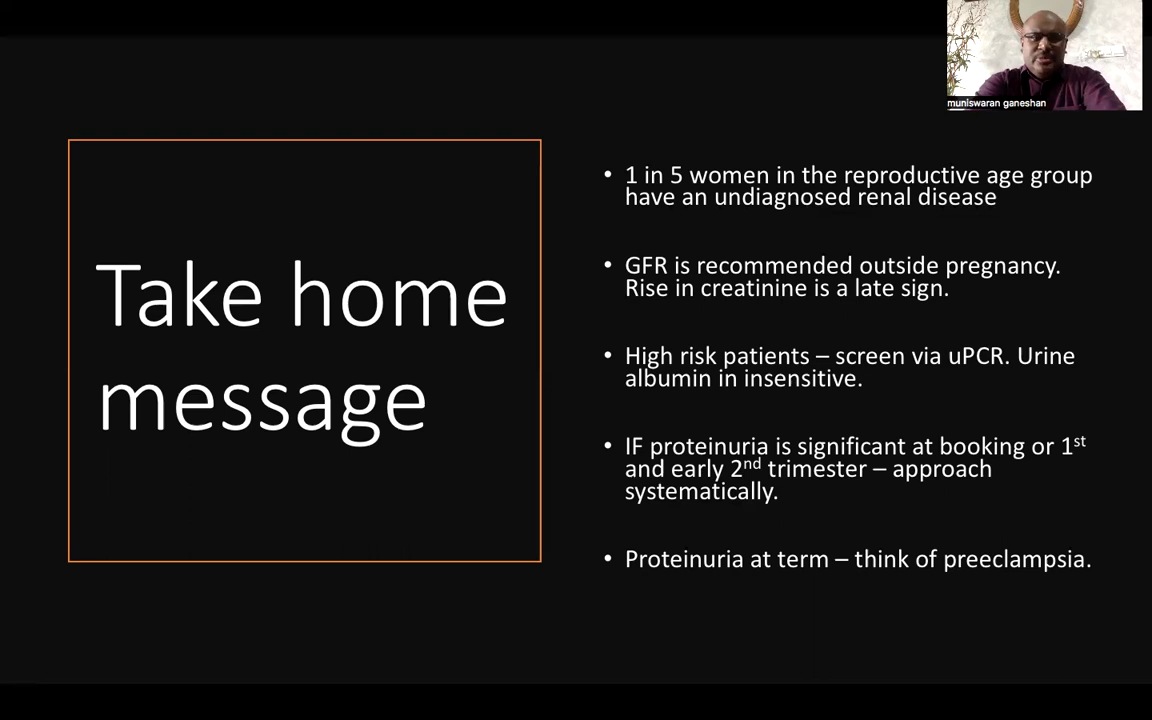 muniswaran ganeshan
Take home
message
• 1 in 5 women in the reproductive age group
have an undiagnosed renal disease
• GFR is recommended outside pregnancy.
Rise in creatinine is a late sign.
• High risk patients – screen via uPCR. Urine
albumin in insensitive.
• IF proteinuria is significant at booking or 1st
and early 2nd trimester – approach
systematically.
• Proteinuria at term – think of preeclampsia.